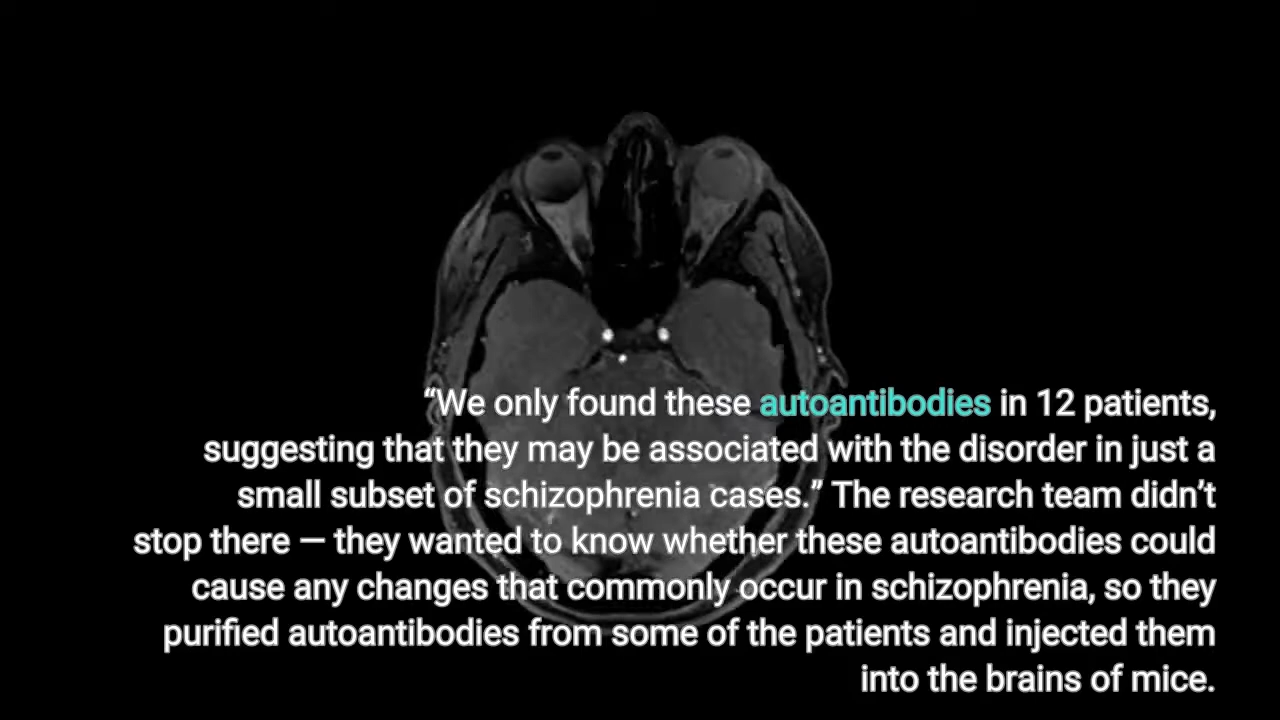 “We only found these autoantibodies in 12 patients,
suggesting that they may be associated with the disorder in just a
small subset of schizophrenia cases.” The research team didn’t
stop there — they wanted to know whether these autoantibodies could
cause any changes that commonly occur in schizophrenia, so they
purified autoantibodies from some of the patients and injected them
into the brains of mice.